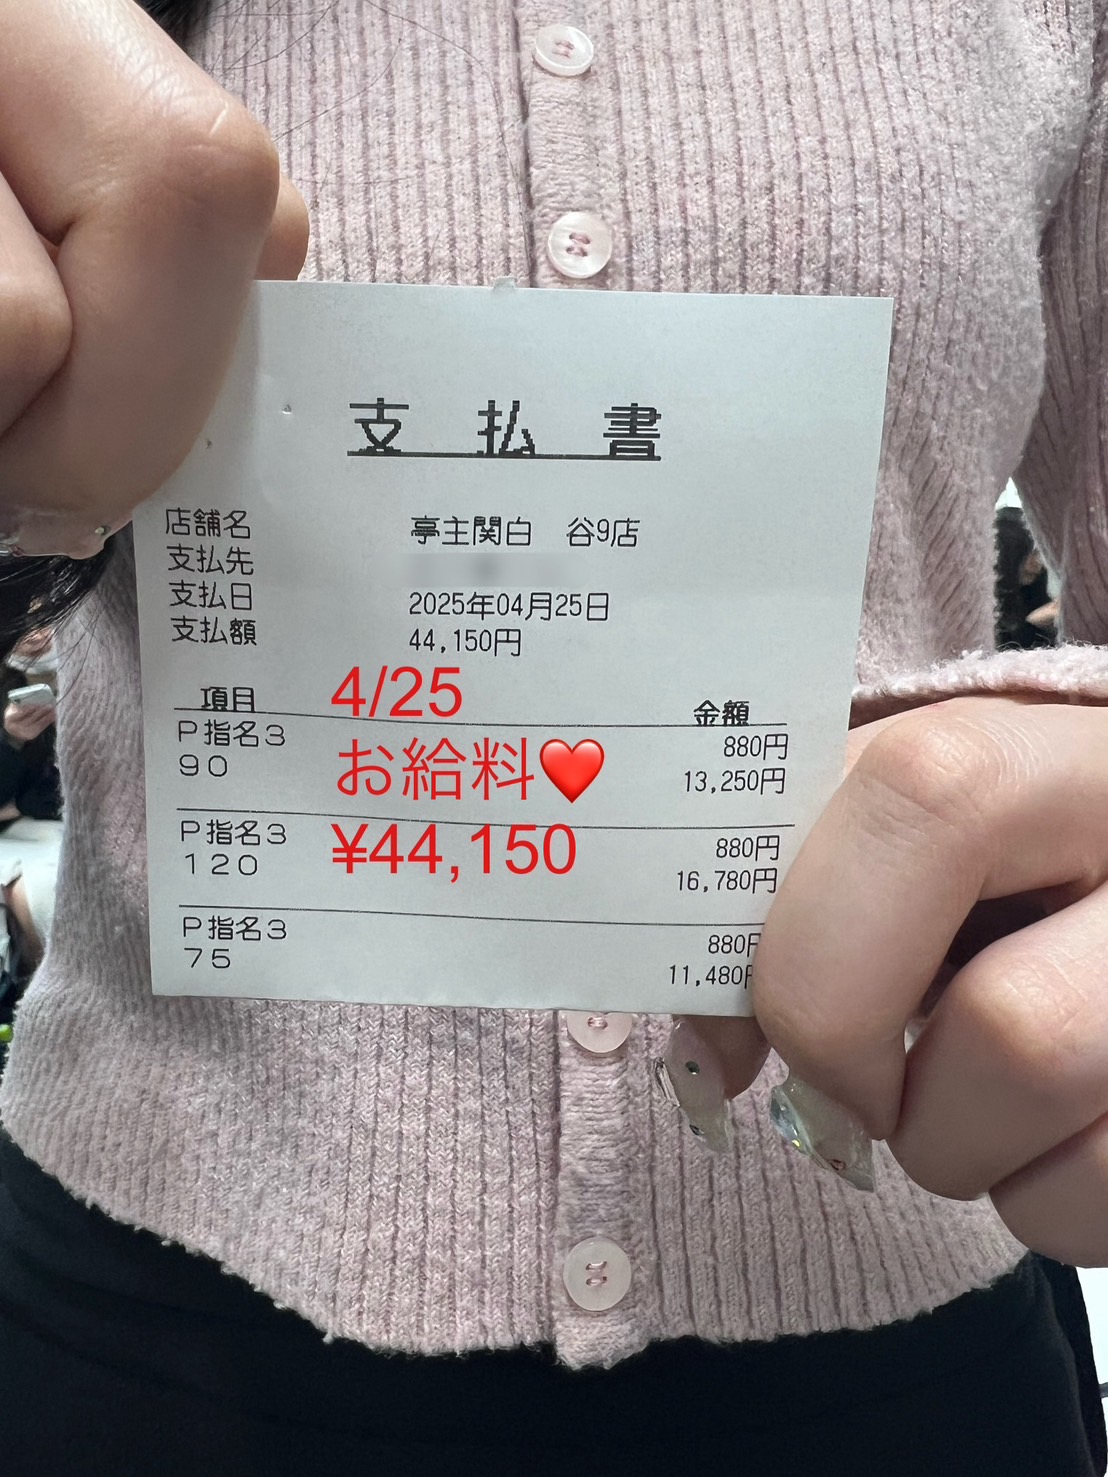 支払書
店舗名 亭主関白 谷9店
支払先
支払日 2025年04月25日
支払額 44,150円
4/25
お給料❤️
¥44,150
項目 金額
P指名3 880円
90 13,250円
P指名3 880円
120 16,780円
P指名3 880円
75 11,480円